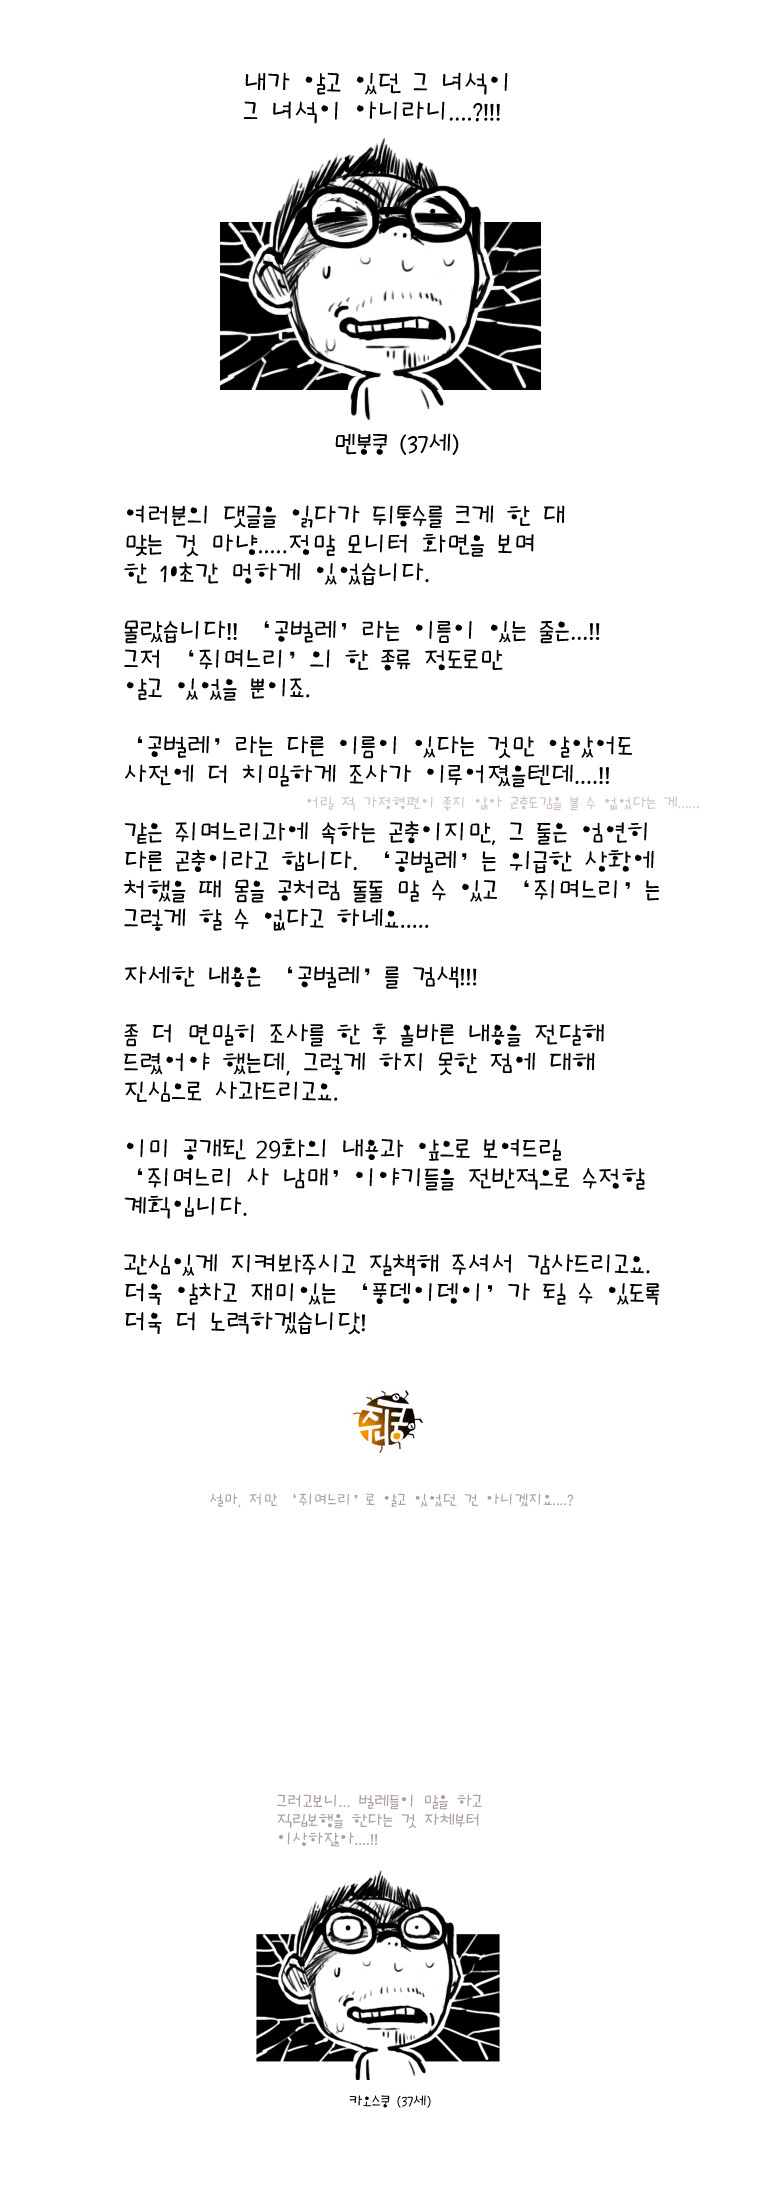 내가 알고 있던 그 녀석이
그 녀석이 아니라니....?!!!
멘붕쿵 (37세)
여러분의 댓글을 읽다가 뒤통수를 크게 한 대
맞는 것 마냥.....정말 모니터 화면을 보며
한 10초간 멍하게 있었습니다.
몰랐습니다!! ‘공벌레’ 라는 이름이 있는 줄은...!!
그저 ‘쥐며느리’ 의 한 종류 정도로만
알고 있었을 뿐이죠.
‘공벌레’ 라는 다른 이름이 있다는 것만 알았어도
사전에 더 치밀하게 조사가 이루어졌을텐데....!!
어릴 적 가정형편이 좋지 않아 곤충도감을 볼 수 없었다는 게......
같은 쥐며느리과에 속하는 곤충이지만, 그 둘은 엄연히
다른 곤충이라고 합니다. ‘공벌레’ 는 위급한 상황에
처했을 때 몸을 공처럼 돌돌 말 수 있고 ‘쥐며느리’ 는
그렇게 할 수 없다고 하네요.....
자세한 내용은 ‘공벌레’ 를 검색!!!
좀 더 면밀히 조사를 한 후 올바른 내용을 전달해
드렸어야 했는데, 그렇게 하지 못한 점에 대해
진심으로 사과드리고요.
이미 공개된 29화의 내용과 앞으로 보여드릴
‘쥐며느리 사 남매’ 이야기들을 전반적으로 수정할
계획입니다.
관심있게 지켜봐주시고 질책해 주셔서 감사드리고요.
더욱 알차고 재미있는 ‘풍뎅이뎅이’ 가 될 수 있도록
더욱 더 노력하겠습니닷!
쉰쿵
설마, 저만 ‘쥐며느리’ 로 알고 있었던 건 아니겠지요....?
그러고보니... 벌레들이 말을 하고
직립보행을 한다는 것 자체부터
이상하잖아....!!
카오스쿵 (37세)